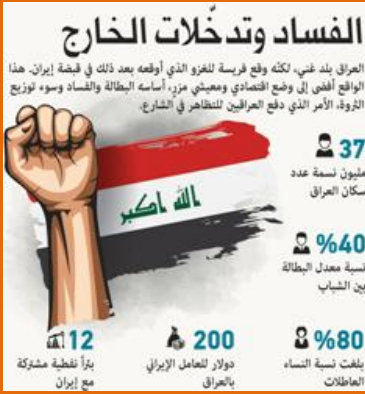 الفساد وتدخّلات الخارج
العراق بلد غني، لكنّه وقع فريسة للغزو الذي أوقعه بعد ذلك في قبضة إيران. هذا
الواقع أفضى إلى وضع اقتصادي ومعيشي مزرٍ، أساسه البطالة والفساد وسوء توزيع
الثروة، الأمر الذي دفع العراقيين للتظاهر في الشارع.
37
مليون نسمة عدد
سكان العراق
الله اكبر
%40
نسبة معدل البطالة
بين الشباب
%80
بلغت نسبة النساء
العاطلات
200
دولار للعامل الإيراني
بالعراق
12
بئراً نفطية مشتركة
مع إيران